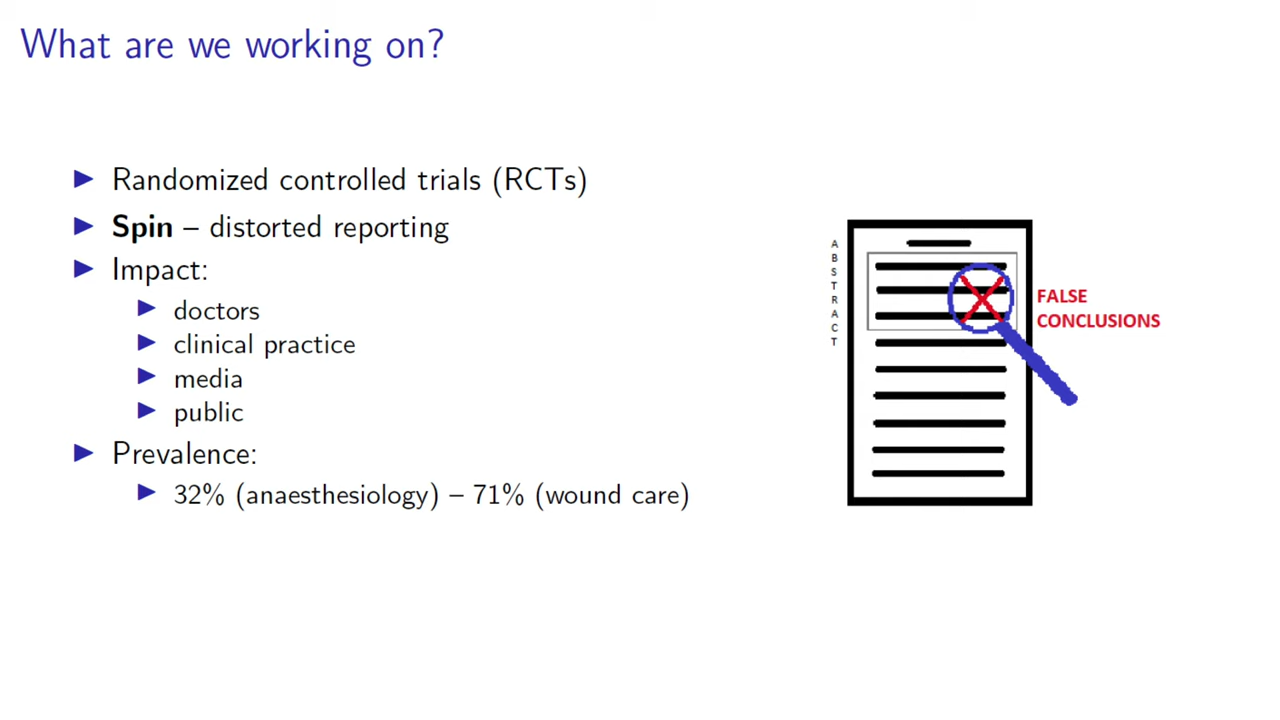 What are we working on?
Randomized controlled trials (RCTs)
Spin – distorted reporting
Impact:
doctors
clinical practice
media
public
Prevalence:
32% (anaesthesiology) – 71% (wound care)
ABSTRACT
FALSE
CONCLUSIONS